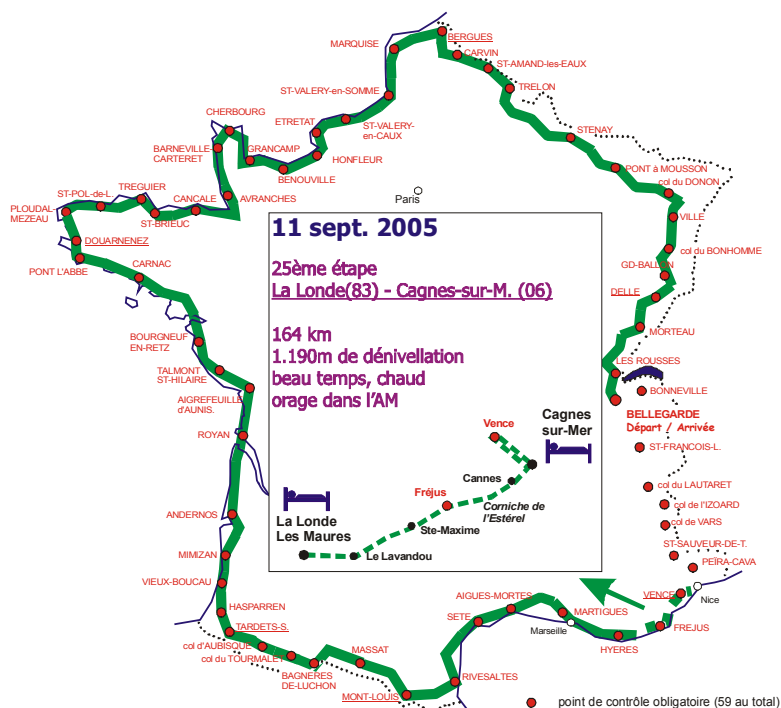 BERGUES
MARQUISE
CARVIN
ST-AMAND-les-EAUX
ST-VALERY-en-SOMME
TRELON
CHERBOURG
ETRETAT
ST-VALERY-
en-CAUX
STENAY
BARNEVILLE-
CARTERET
GRANCAMP
HONFLEUR
BENOUVILLE
PONT à MOUSSON
col du DONON
ST-POL-de-L.
TREGUIER
CANCALE
AVRANCHES
Paris
PLOUDAL-
MEZEAU
ST-BRIEUC
VILLE
DOUARNENEZ
col du BONHOMME
PONT L'ABBE
CARNAC
GD-BALLON
DELLE
11 sept. 2005
25ème étape
La Londe(83) - Cagnes-sur-M. (06)
164 km
1.190m de dénivellation
beau temps, chaud
orage dans l'AM
BOURGNEUF
EN-RETZ
MORTEAU
TALMONT
ST-HILAIRE
LES ROUSSES
AIGREFEUILLE
d'AUNIS.
BONNEVILLE
ROYAN
BELLEGARDE
Départ / Arrivée
Vence
Cagnes
sur-Mer
ST-FRANCOIS-L.
Cannes
Corniche de
l'Estérel
Fréjus
col du LAUTARET
col de l'IZOARD
ANDERNOS
La Londe
Les Maures
Ste-Maxime
col de VARS
Le Lavandou
MIMIZAN
ST-SAUVEUR-DE-T.
PEÏRA-CAVA
VIEUX-BOUCAU
AIGUES-MORTES
VENCE
Nice
HASPARREN
SETE
MARTIGUES
Marseille
FREJUS
TARDETS-S.
HYERES
col d'AUBISQUE
col du TOURMALET
MASSAT
BAGNERES
DE-LUCHON
RIVESALTES
MONT-LOUIS
point de contrôle obligatoire (59 au total)